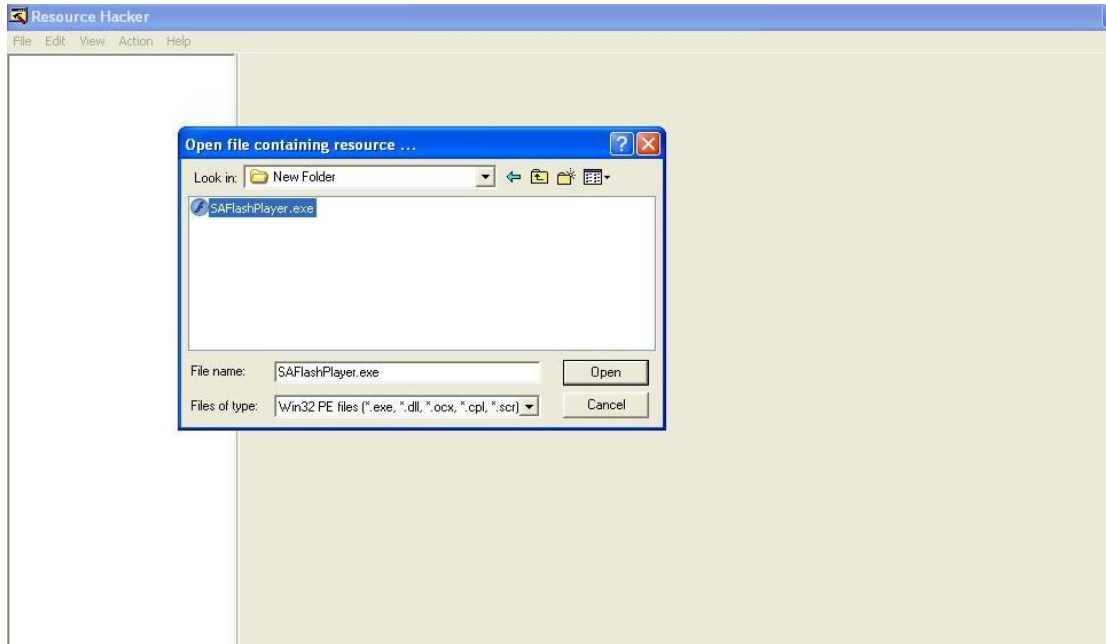 Resource Hacker
File Edit View Action Help
Open file containing resource ...
Look in: New Folder
SAFlashPlayer.exe
File name: SAFlashPlayer.exe Open
Files of type: Win32 PE files (*.exe, *.dll, *.ocx, *.cpl, *.scr) Cancel